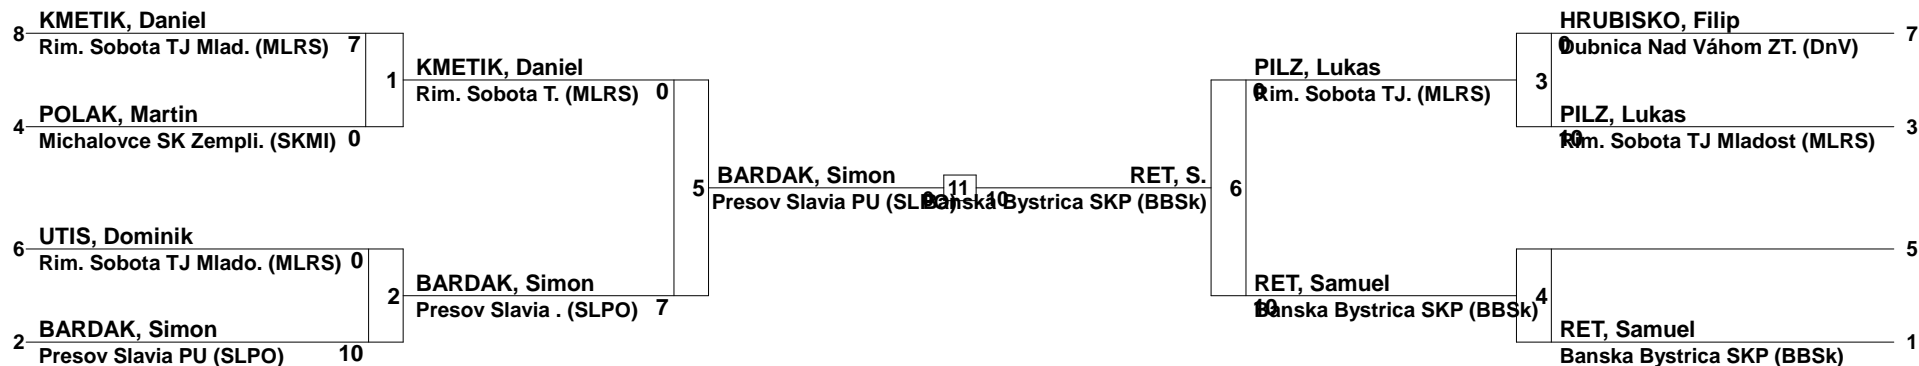 KMETIK, Daniel
8
Rim. Sobota TJ Mlad. (MLRS) 7
1
POLAK, Martin
4
Michalovce SK Zempli. (SKMI) 0
KMETIK, Daniel
Rim. Sobota T. (MLRS) 0
UTIS, Dominik
6
Rim. Sobota TJ Mlado. (MLRS) 0
2
BARDAK, Simon
2
Presov Slavia PU (SLPO) 10
BARDAK, Simon
Presov Slavia . (SLPO) 7
5
BARDAK, Simon
Presov Slavia PU (SLPO) 0
11
RET, S.
10
Banska Bystrica SKP (BBSk)
6
PILZ, Lukas
0
Rim. Sobota TJ. (MLRS)
RET, Samuel
10
Banska Bystrica SKP (BBSk)
HRUBISKO, Filip
7
0
Dubnica Nad Váhom ZT. (DnV)
3
PILZ, Lukas
3
10
Rim. Sobota TJ Mladost (MLRS)
5
4
RET, Samuel
1
Banska Bystrica SKP (BBSk)